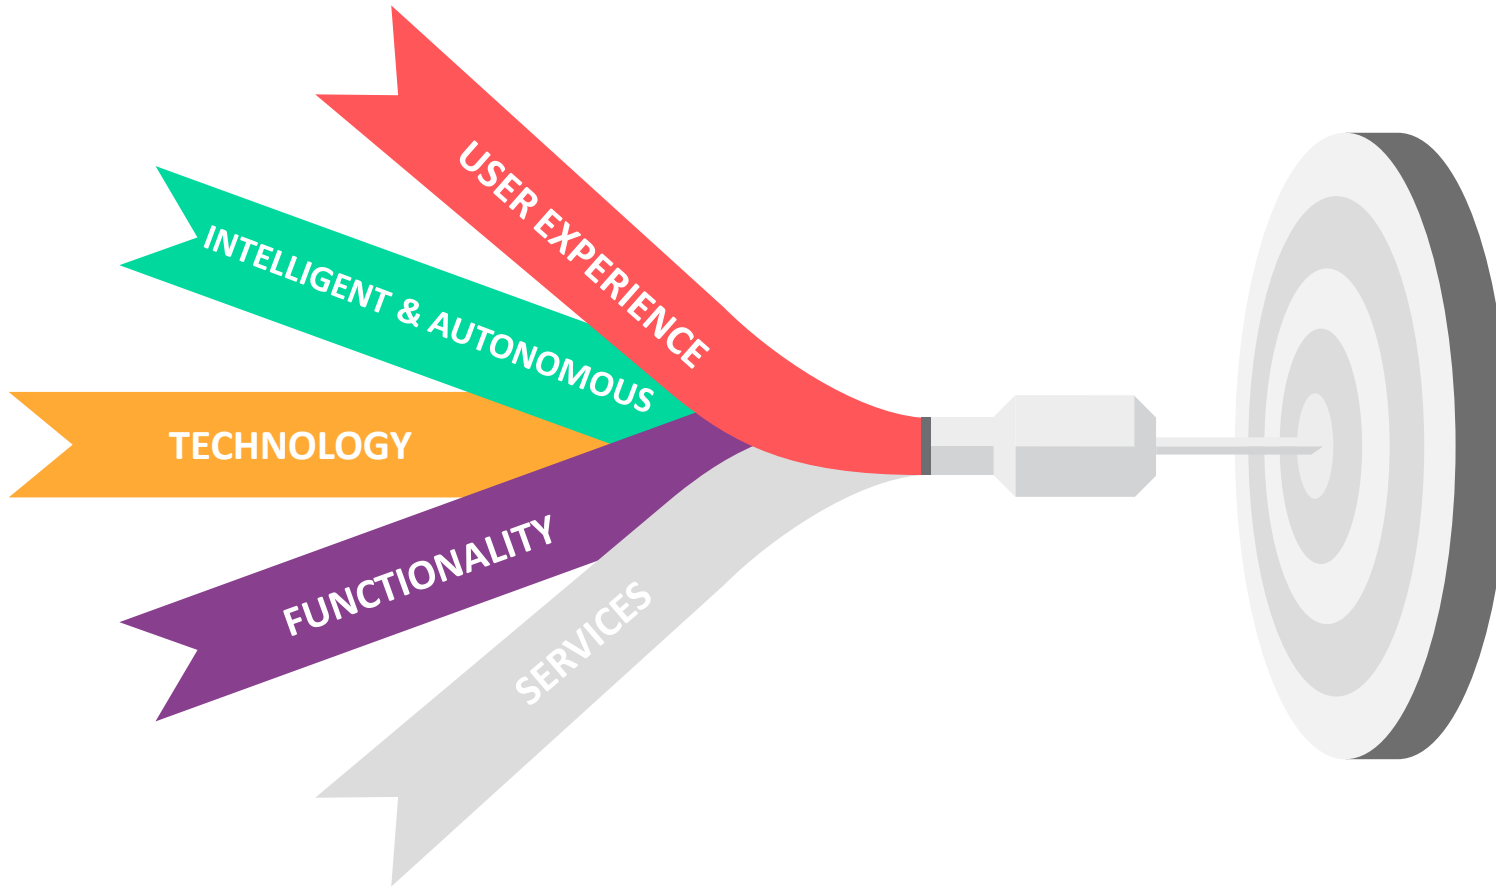 USER EXPERIENCE
INTELLIGENT & AUTONOMOUS
TECHNOLOGY
FUNCTIONALITY
SERVICES